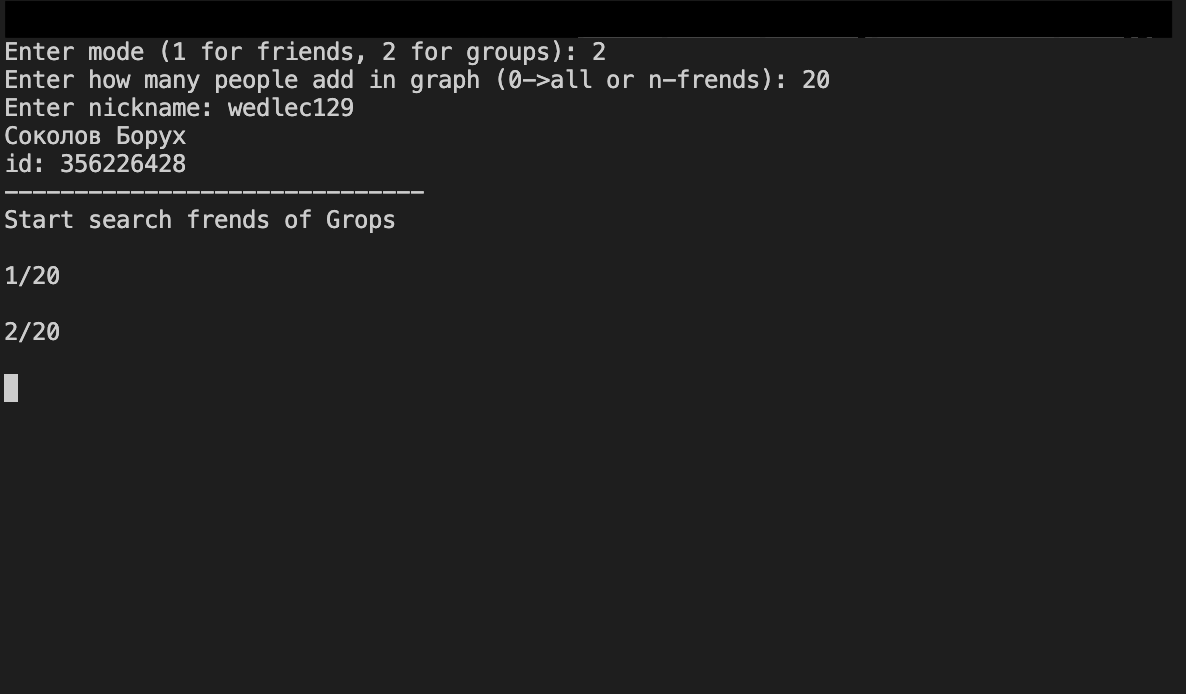 Enter mode (1 for friends, 2 for groups): 2
Enter how many people add in graph (0->all or n-frends): 20
Enter nickname: wedlec129
Соколов Борух
id: 356226428
------------------------------
Start search frends of Grops
1/20
2/20